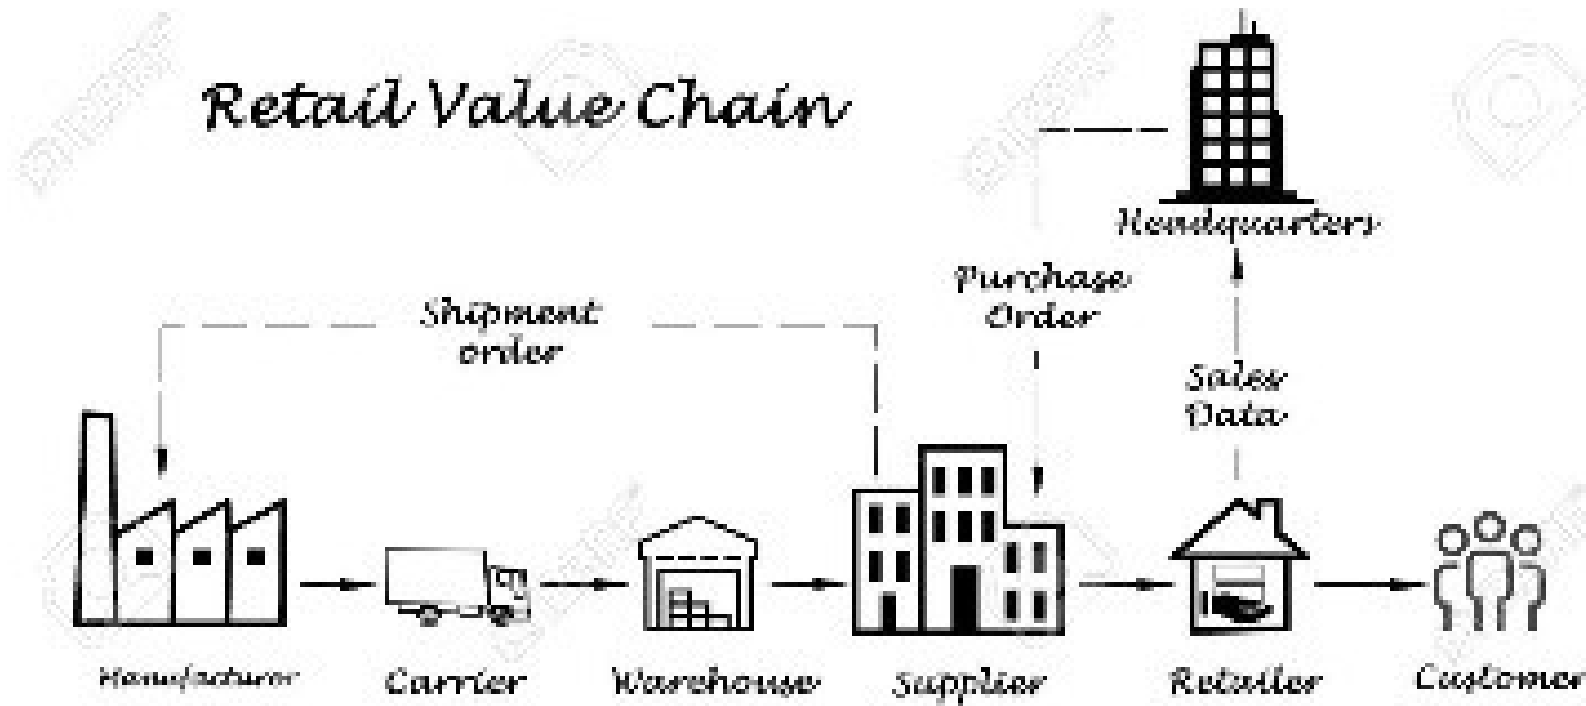 Retail Value Chain
Headquarters
Purchase
Order
Shipment
order
Sales
Data
Manufacturer
Carrier
Warehouse
Supplier
Retailer
Customer